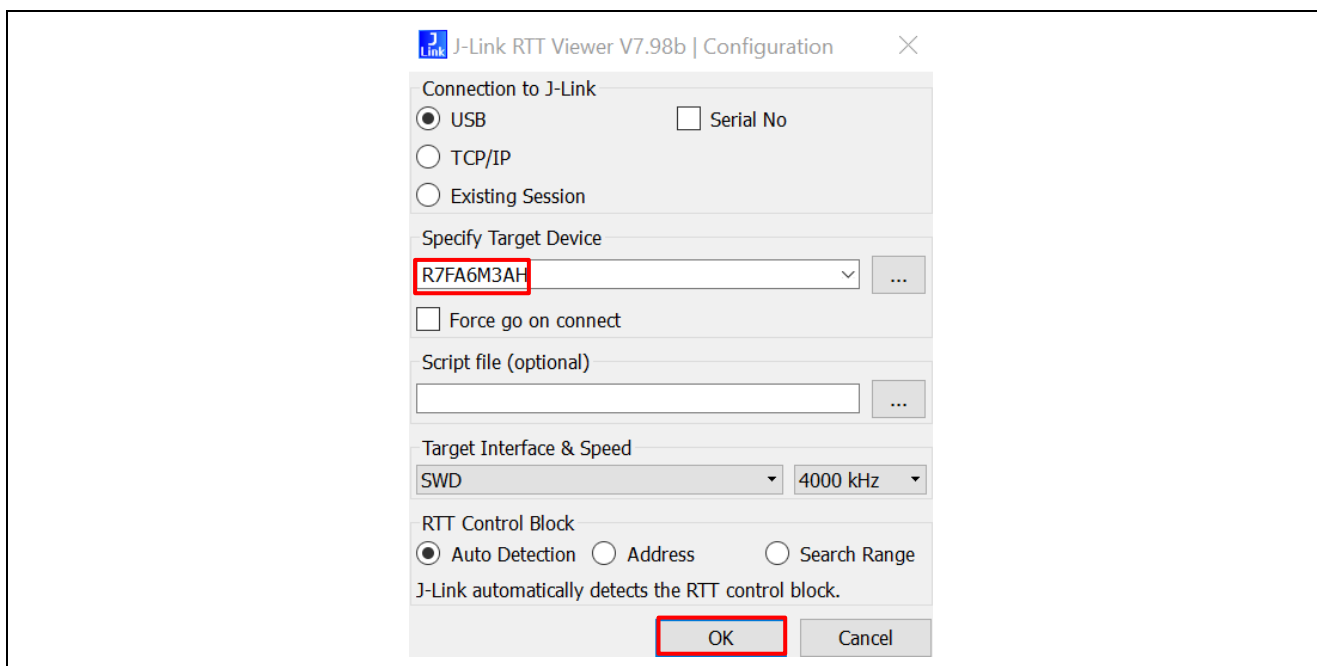 J-Link RTT Viewer V7.98b | Configuration
Connection to J-Link
USB Serial No
TCP/IP
Existing Session
Specify Target Device
R7FA6M3AH ...
Force go on connect
Script file (optional)
...
Target Interface & Speed
SWD 4000 kHz
RTT Control Block
Auto Detection Address Search Range
J-Link automatically detects the RTT control block.
OK Cancel